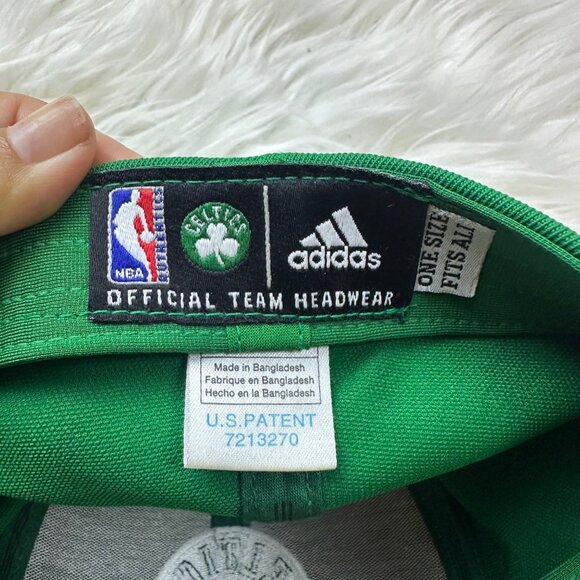 NBA
AUTHENTICS
CELTICS
adidas
OFFICIAL TEAM HEADWEAR
ONE SIZE
FITS ALL
Made in Bangladesh
Fabrique en Bangladesh
Hecho en Bangladesh
U.S.PATENT
7213270